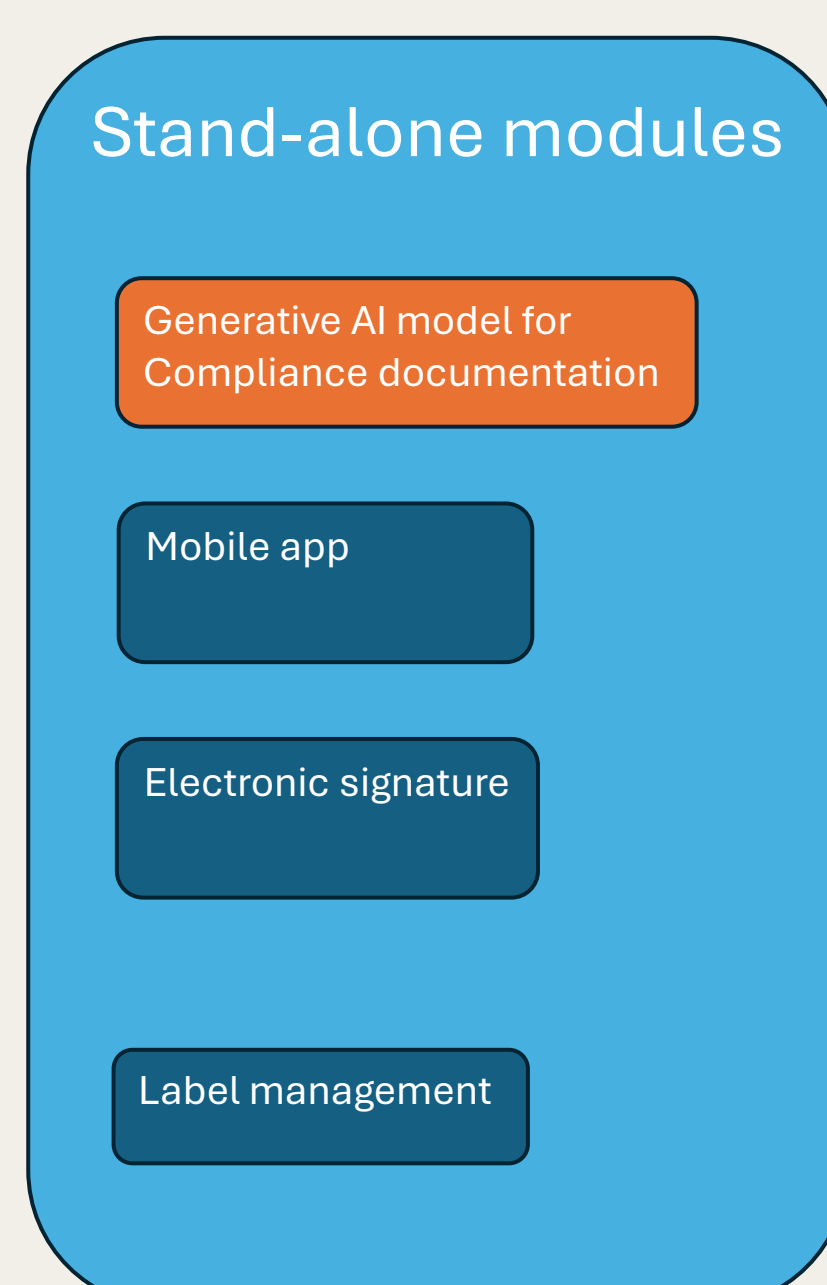 Stand-alone modules
Generative AI model for
Compliance documentation
Mobile app
Electronic signature
Label management